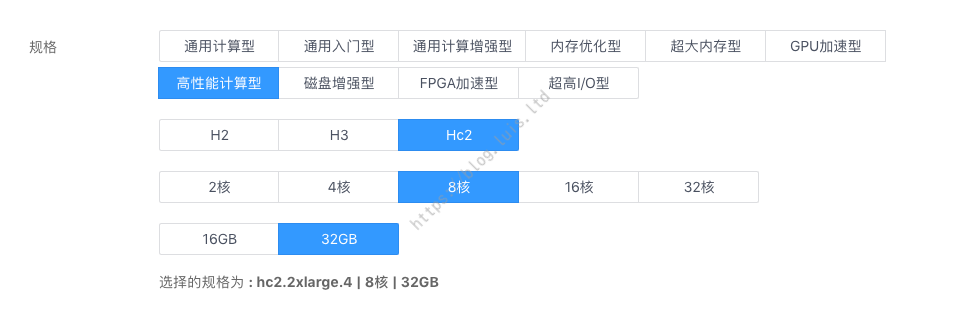 规格 通用计算型 通用入门型 通用计算增强型 内存优化型 超大内存型 GPU加速型
高性能计算型 磁盘增强型 FPGA加速型 超高I/O型
H2 H3 Hc2
2核 4核 8核 16核 32核
16GB 32GB
选择的规格为 : hc2.2xlarge.4 | 8核 | 32GB